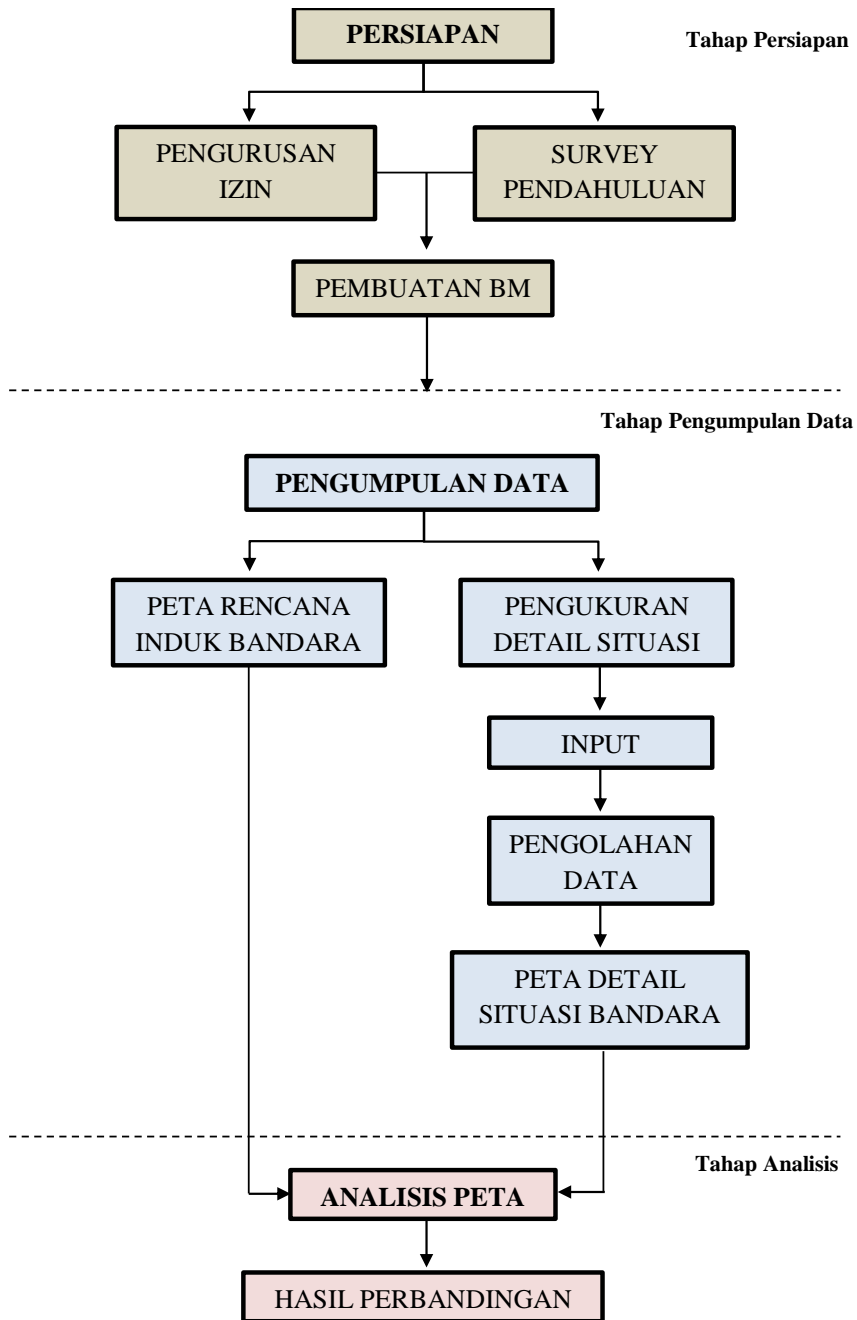 PERSIAPAN
Tahap Persiapan
PENGURUSAN
IZIN
SURVEY
PENDAHULUAN
PEMBUATAN BM
Tahap Pengumpulan Data
PENGUMPULAN DATA
PETA RENCANA
INDUK BANDARA
PENGUKURAN
DETAIL SITUASI
INPUT
PENGOLAHAN
DATA
PETA DETAIL
SITUASI BANDARA
Tahap Analisis
ANALISIS PETA
HASIL PERBANDINGAN